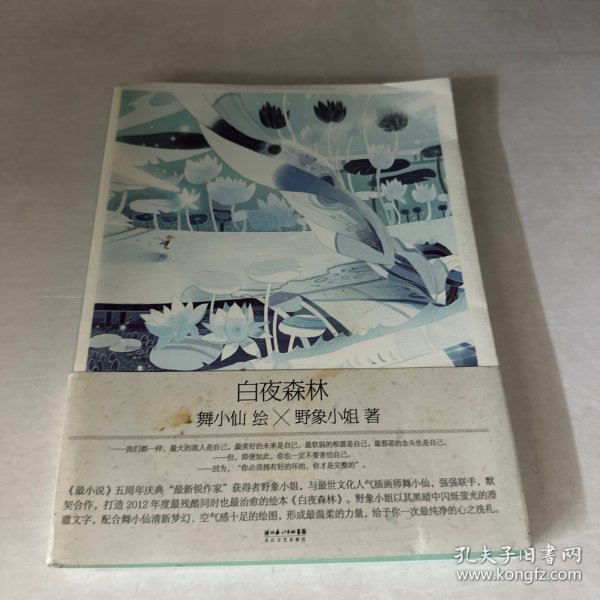 白夜森林
舞小仙 绘 × 野象小姐 著
——我们都一样，最大的敌人是自己，最美好的未来是自己，最软弱的根源是自己，最邪恶的念头也是自己。
——但，即便如此，你也一定不要害怕自己。
——因为，“你必须拥有好的坏的，你才是完整的”。
《最小说》五周年庆典“最新锐作家”获得者野象小姐，与最世文化人气插画师舞小仙，强强联手，默
契合作，打造2012年度最残酷同时也最治愈的绘本《白夜森林》。野象小姐以其黑暗中闪烁萤光的澄
澈文字，配合舞小仙清新梦幻、空气感十足的绘图，形成最温柔的力量，给予你一次最纯净的心之洗礼。
长江文艺出版社
孔夫子旧书网
www.kongfz.com